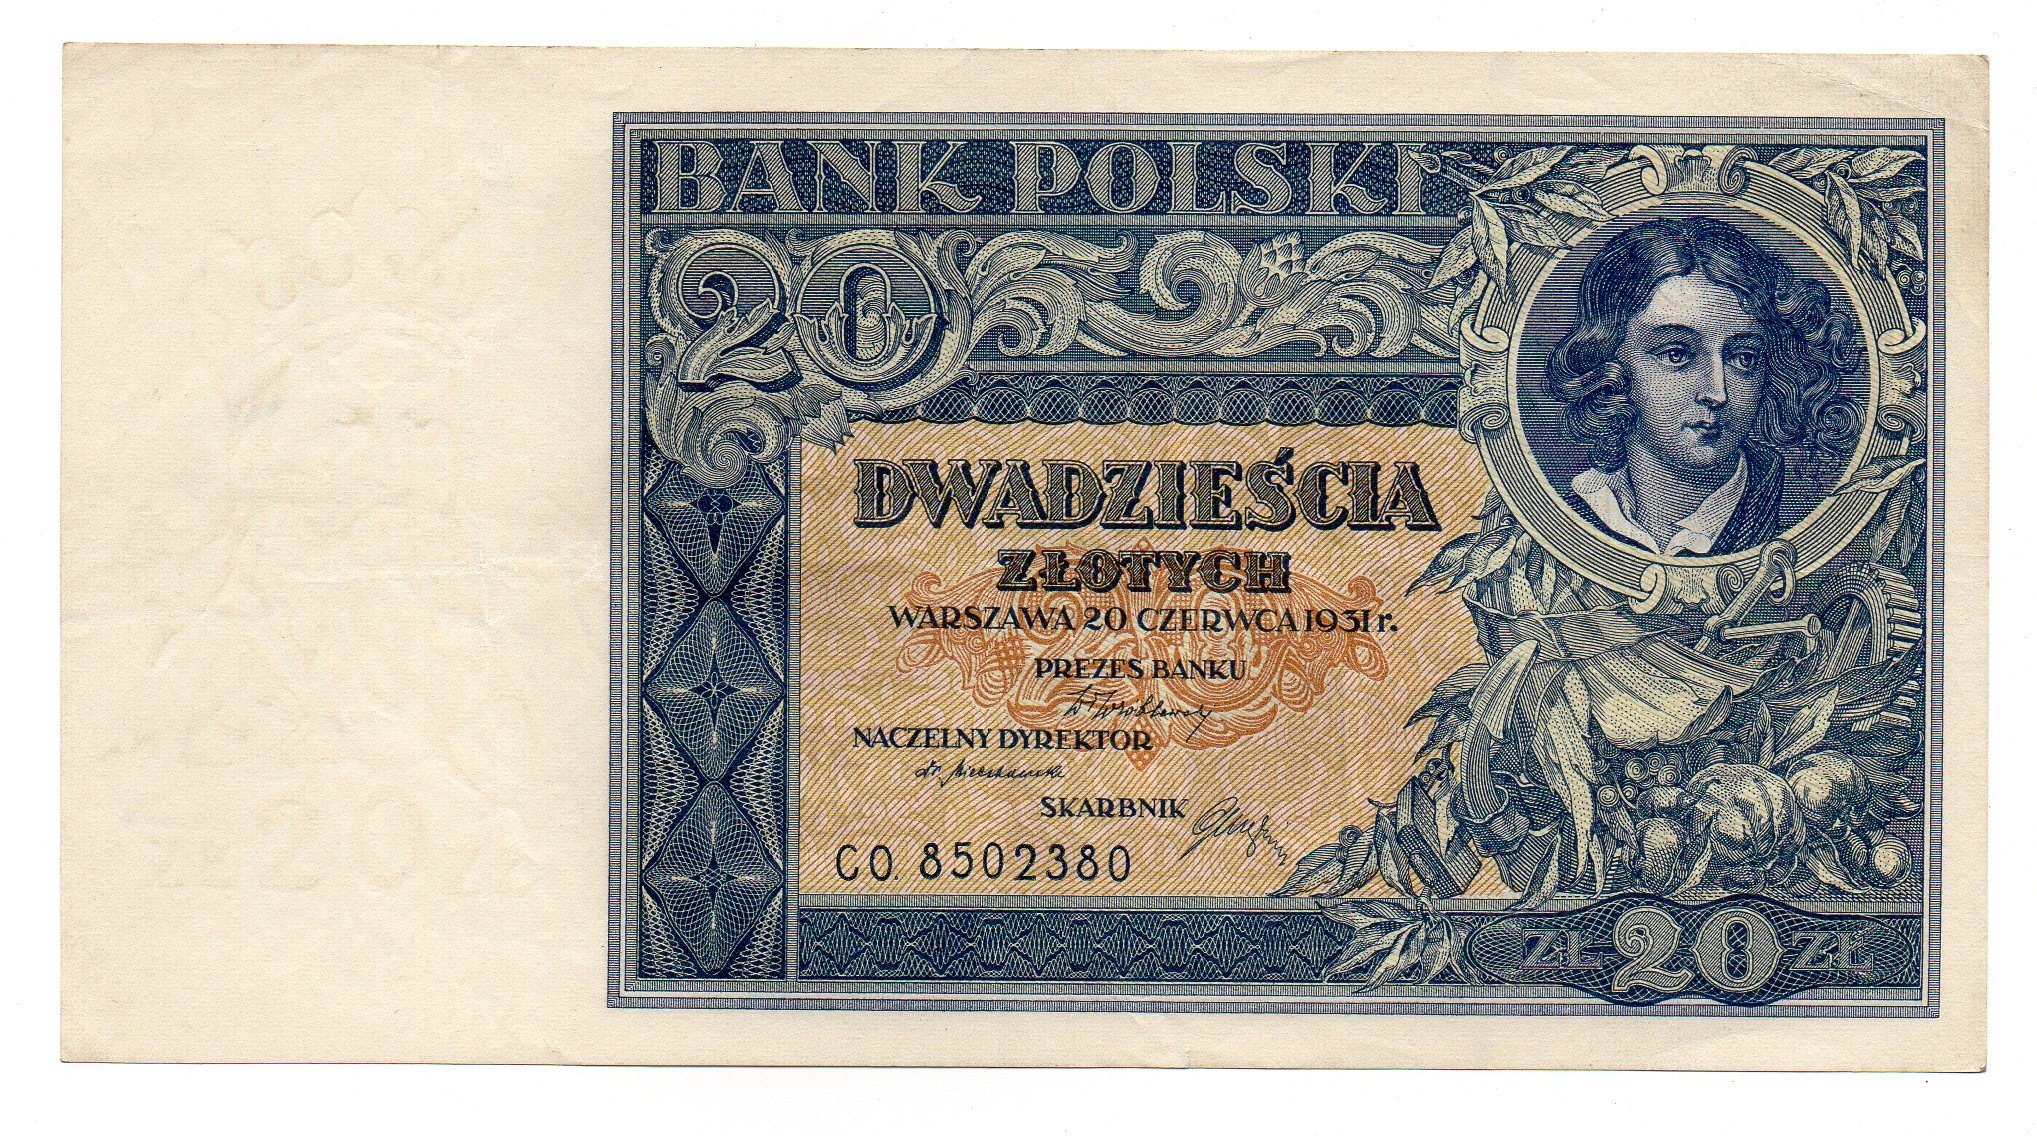 BANK POLSKI
20
DWADZIEŚCIA
ZŁOTYCH
WARSZAWA 20 CZERWCA 1931 r.
PREZES BANKU
NACZELNY DYREKTOR
SKARBNIK
CO. 8502380
ZŁ 20 ZŁ